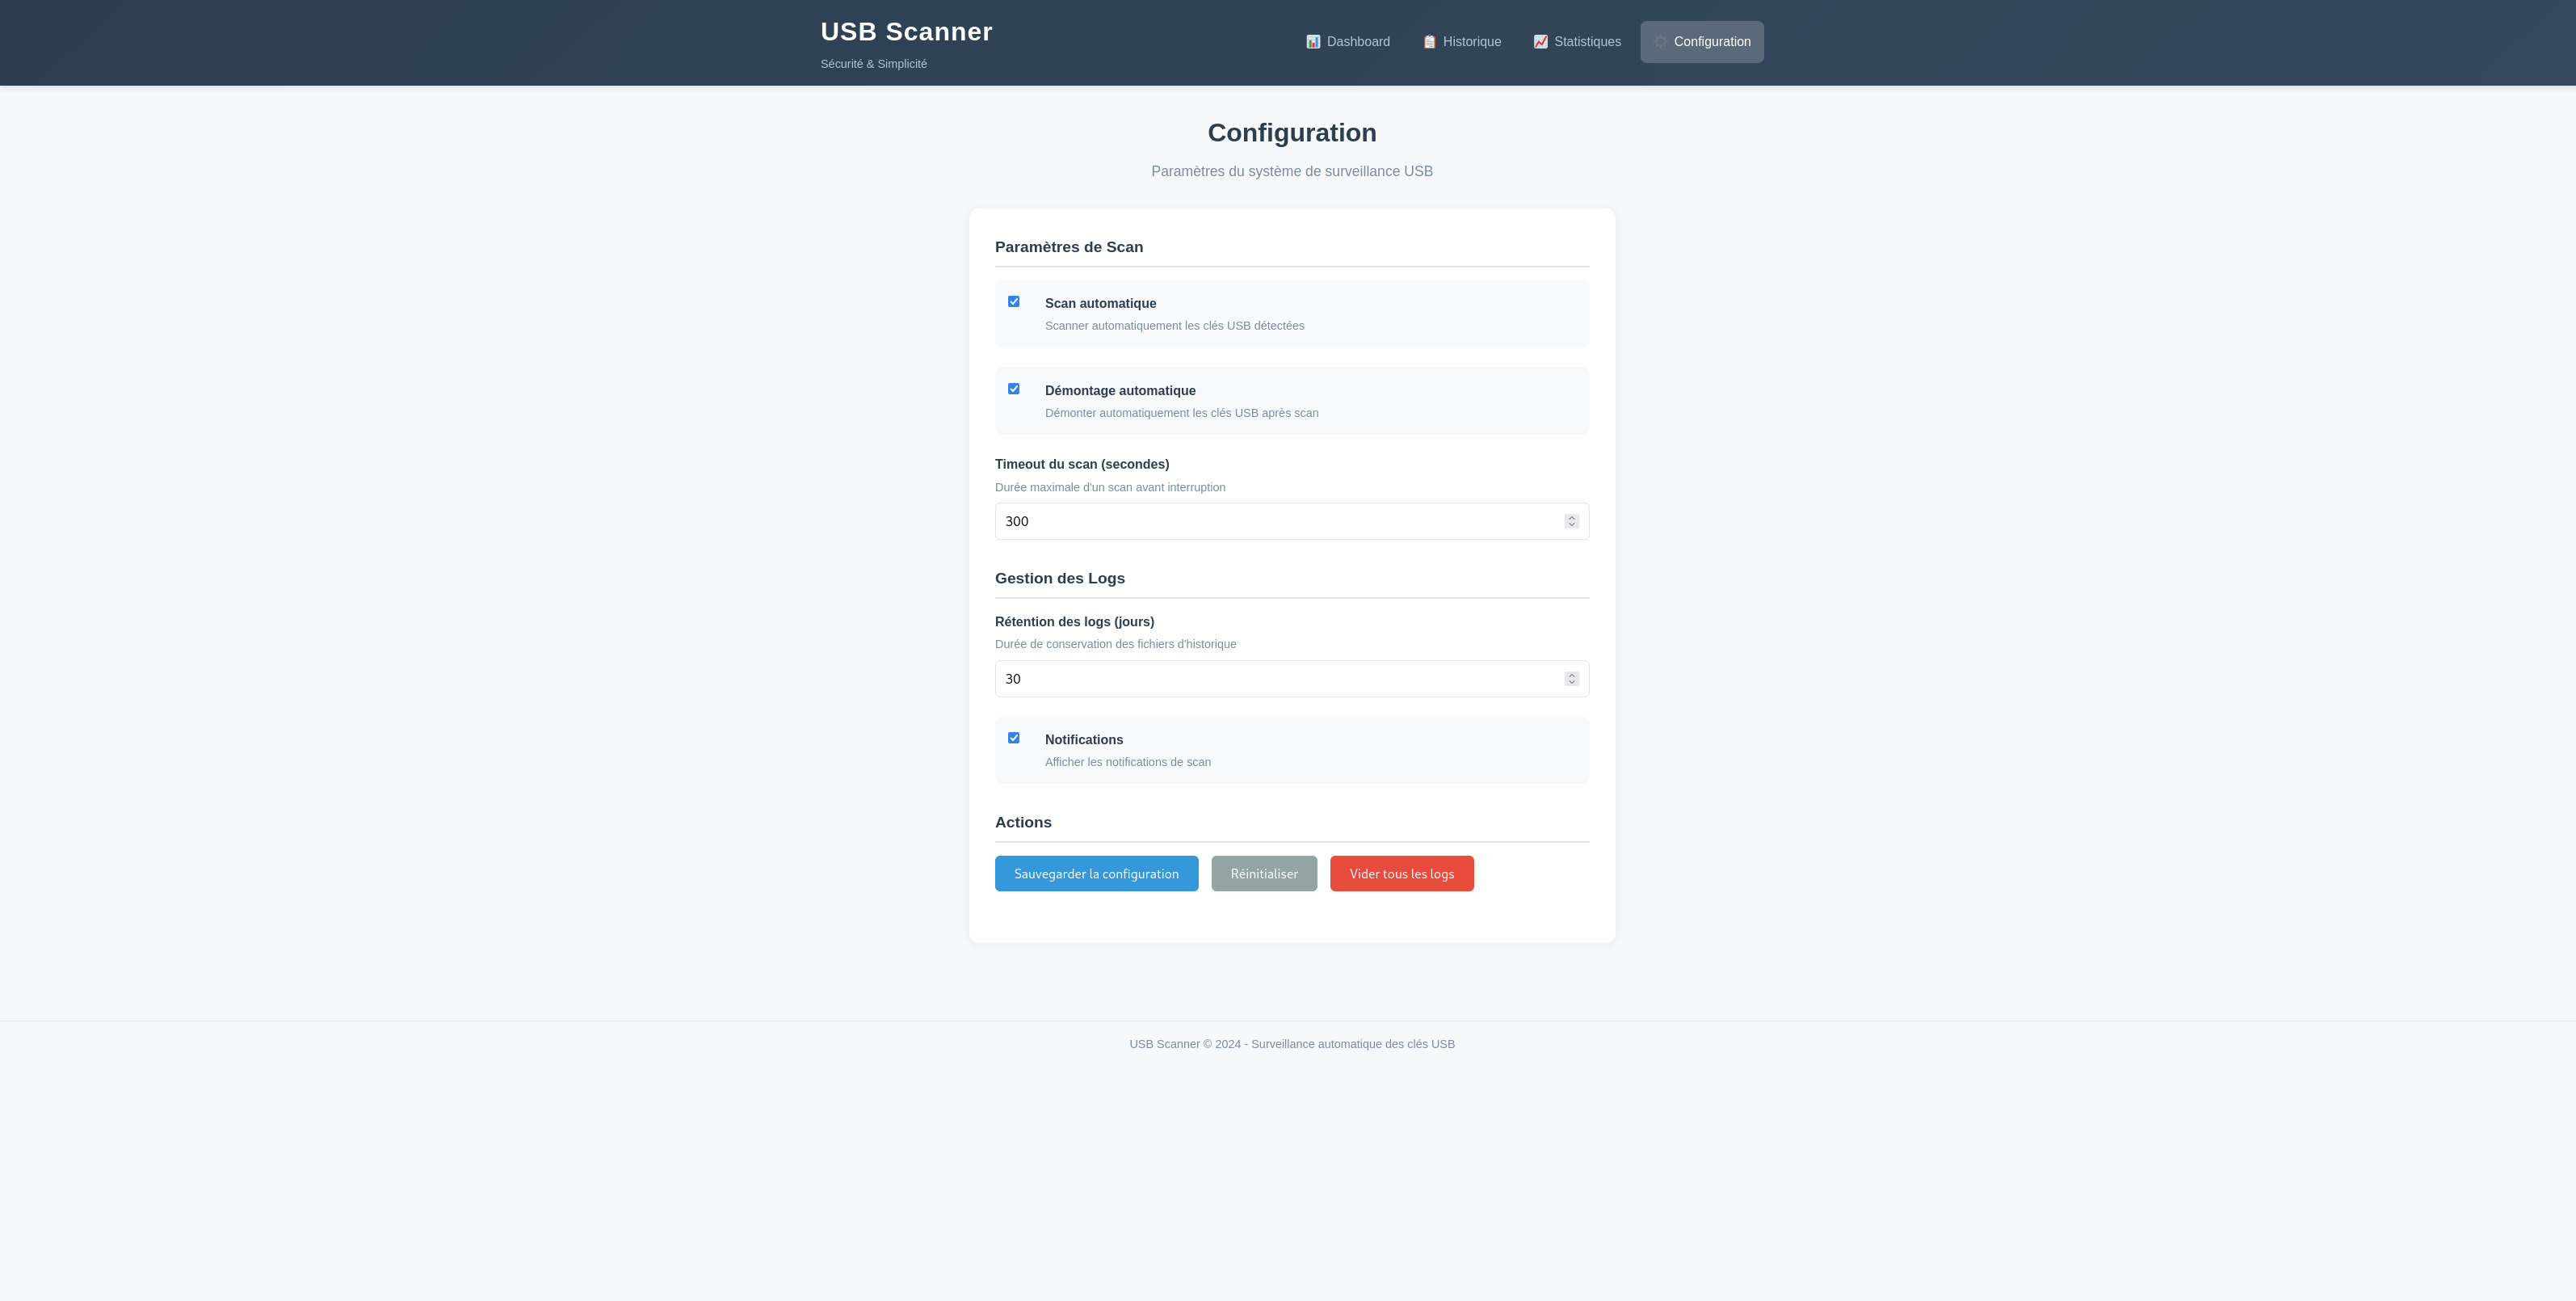 USB Scanner
Sécurité & Simplicité
Dashboard
Historique
Statistiques
Configuration
Configuration
Paramètres du système de surveillance USB
Paramètres de Scan
Scan automatique
Scanner automatiquement les clés USB détectées
Démontage automatique
Démonter automatiquement les clés USB après scan
Timeout du scan (secondes)
Durée maximale d'un scan avant interruption
300
Gestion des Logs
Rétention des logs (jours)
Durée de conservation des fichiers d'historique
30
Notifications
Afficher les notifications de scan
Actions
Sauvegarder la configuration
Réinitialiser
Vider tous les logs
USB Scanner © 2024 - Surveillance automatique des clés USB